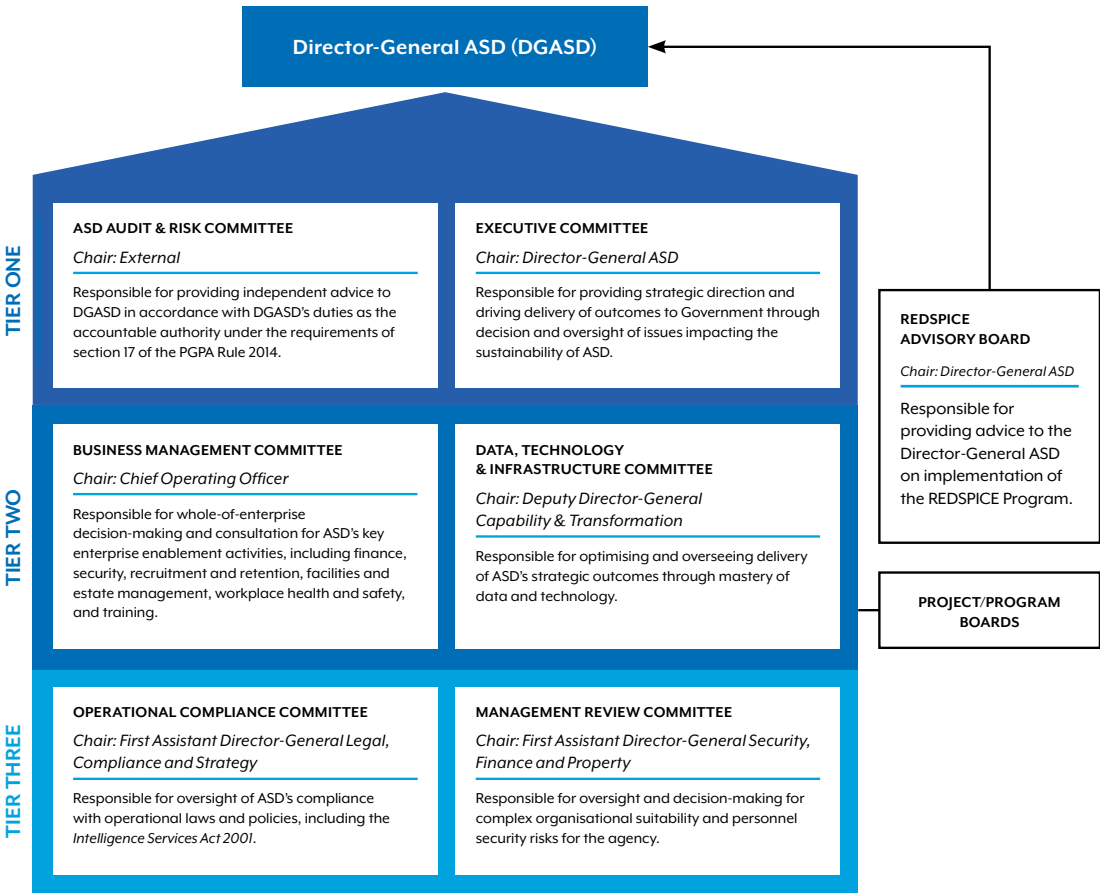 Director-General ASD (DGASD)
TIER ONE
ASD AUDIT & RISK COMMITTEE
Chair: External
Responsible for providing independent advice to
DGASD in accordance with DGASD's duties as the
accountable authority under the requirements of
section 17 of the PGPA Rule 2014.
EXECUTIVE COMMITTEE
Chair: Director-General ASD
Responsible for providing strategic direction and
driving delivery of outcomes to Government through
decision and oversight of issues impacting the
sustainability of ASD.
REDSPICE
ADVISORY BOARD
Chair: Director-General ASD
Responsible for
providing advice to the
Director-General ASD
on implementation of
the REDSPICE Program.
TIER TWO
BUSINESS MANAGEMENT COMMITTEE
Chair: Chief Operating Officer
Responsible for whole-of-enterprise
decision-making and consultation for ASD's key
enterprise enablement activities, including finance,
security, recruitment and retention, facilities and
estate management, workplace health and safety,
and training.
DATA, TECHNOLOGY
& INFRASTRUCTURE COMMITTEE
Chair: Deputy Director-General
Capability & Transformation
Responsible for optimising and overseeing delivery
of ASD's strategic outcomes through mastery of
data and technology.
PROJECT/PROGRAM
BOARDS
TIER THREE
OPERATIONAL COMPLIANCE COMMITTEE
Chair: First Assistant Director-General Legal,
Compliance and Strategy
Responsible for oversight of ASD's compliance
with operational laws and policies, including the
Intelligence Services Act 2001.
MANAGEMENT REVIEW COMMITTEE
Chair: First Assistant Director-General Security,
Finance and Property
Responsible for oversight and decision-making for
complex organisational suitability and personnel
security risks for the agency.